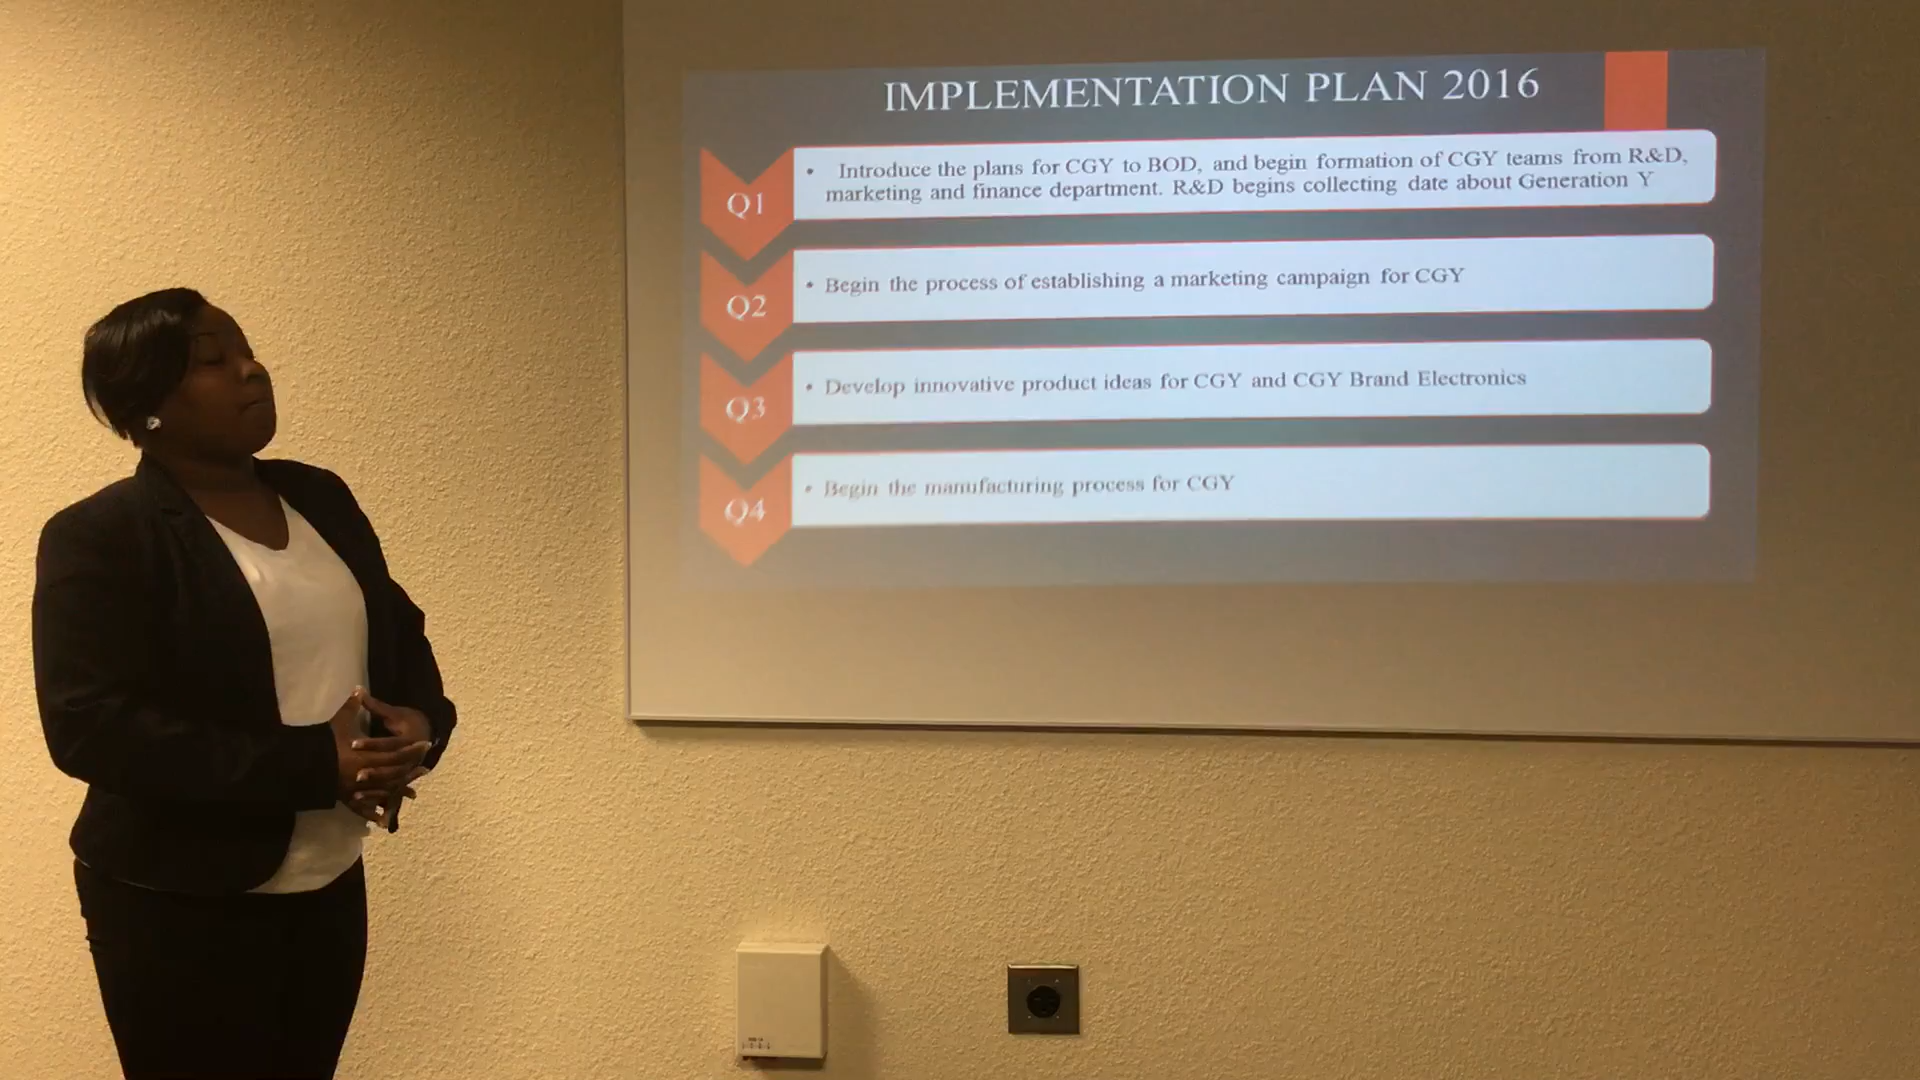 IMPLEMENTATION PLAN 2016
Q1
• Introduce the plans for CGY to BOD, and begin formation of CGY teams from R&D,
marketing and finance department. R&D begins collecting date about Generation Y
Q2
• Begin the process of establishing a marketing campaign for CGY
Q3
• Develop innovative product ideas for CGY and CGY Brand Electronics
Q4
• Begin the manufacturing process for CGY